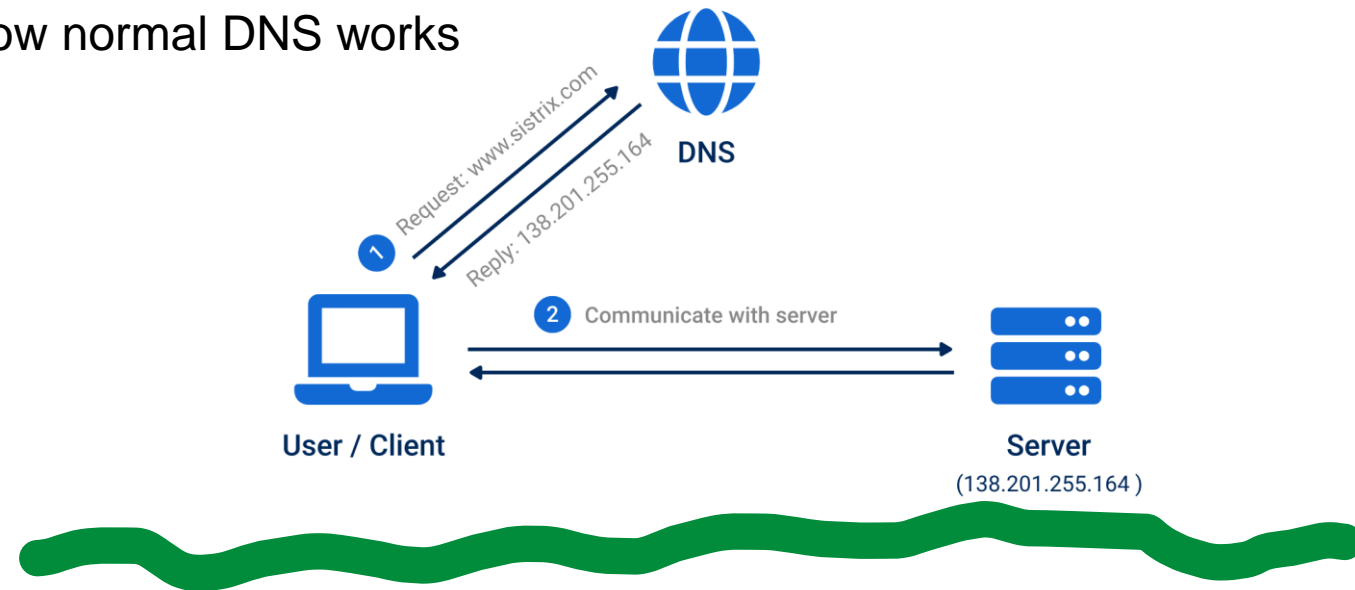 ow normal DNS works
Request: www.sistrix.com
Reply: 138.201.255.164
DNS
1
2 Communicate with server
User / Client
Server
(138.201.255.164 )